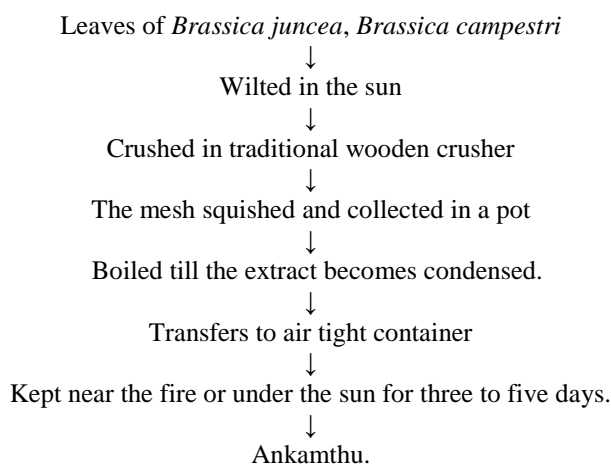 Leaves of Brassica juncea, Brassica campestri
↓
Wilted in the sun
↓
Crushed in traditional wooden crusher
↓
The mesh squished and collected in a pot
↓
Boiled till the extract becomes condensed.
↓
Transfers to air tight container
↓
Kept near the fire or under the sun for three to five days.
↓
Ankamthu.